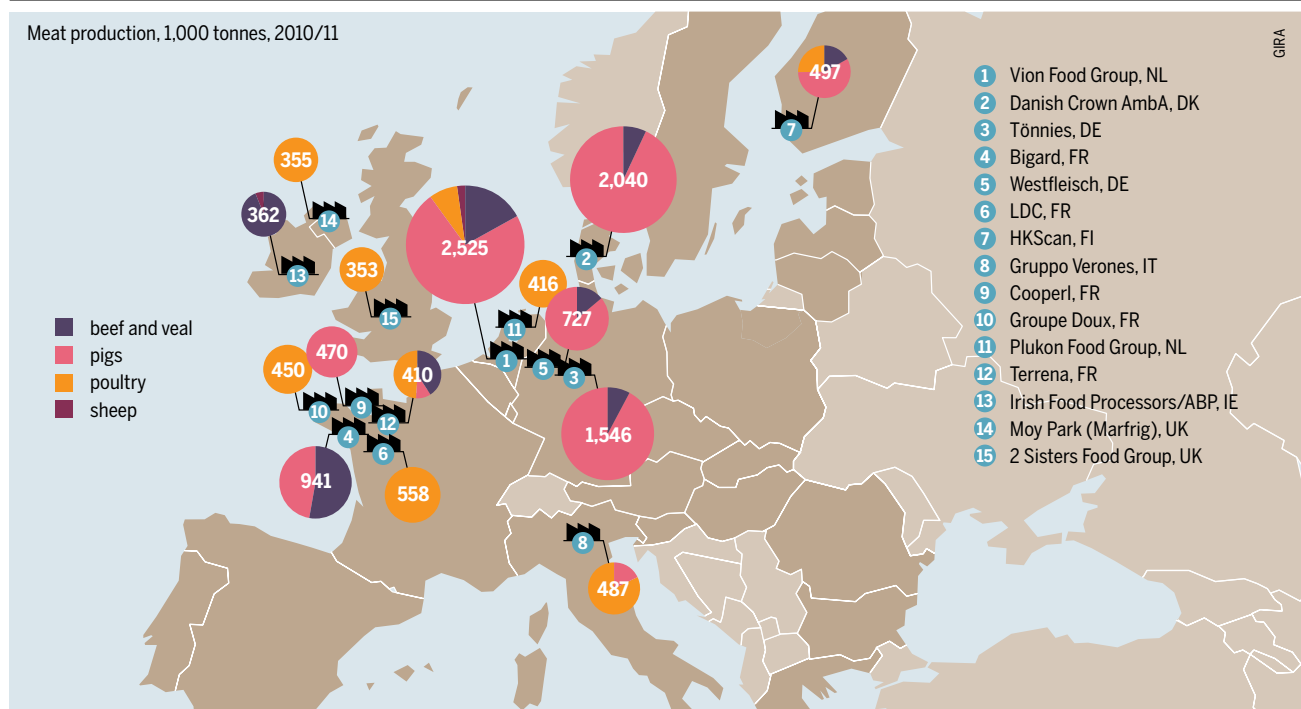 Meat production, 1,000 tonnes, 2010/11
GIRA
497
7
355
14
362
13
353
15
2,040
2
2,525
1
416
11
727
5
3
1,546
470
9
450
10
410
12
4
941
6
558
8
487
beef and veal
pigs
poultry
sheep
1 Vion Food Group, NL
2 Danish Crown AmbA, DK
3 Tönnies, DE
4 Bigard, FR
5 Westfleisch, DE
6 LDC, FR
7 HKScan, FI
8 Gruppo Verones, IT
9 Cooperl, FR
10 Groupe Doux, FR
11 Plukon Food Group, NL
12 Terrena, FR
13 Irish Food Processors/ABP, IE
14 Moy Park (Marfrig), UK
15 2 Sisters Food Group, UK